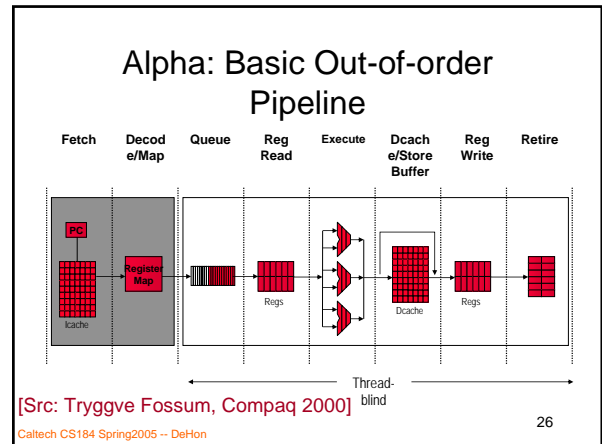 Alpha: Basic Out-of-order
Pipeline
Fetch
Decod
e/Map
Queue
Reg
Read
Execute
Dcach
e/Store
Buffer
Reg
Write
Retire
PC
Register
Map
Icache
Regs
Dcache
Regs
Thread-
blind
[Src: Tryggve Fossum, Compaq 2000]
Caltech CS184 Spring2005 -- DeHon
26